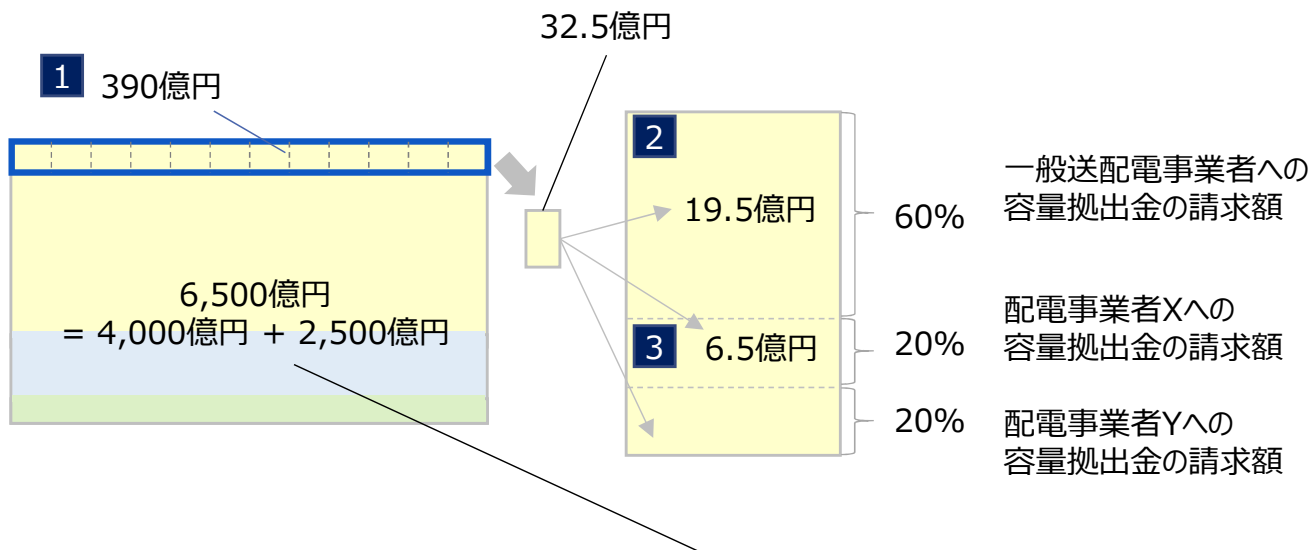 32.5億円
1
390億円
6,500億円
= 4,000億円 + 2,500億円
2
19.5億円
60%
一般送配電事業者への
容量拠出金の請求額
3
6.5億円
20%
配電事業者Xへの
容量拠出金の請求額
20%
配電事業者Yへの
容量拠出金の請求額